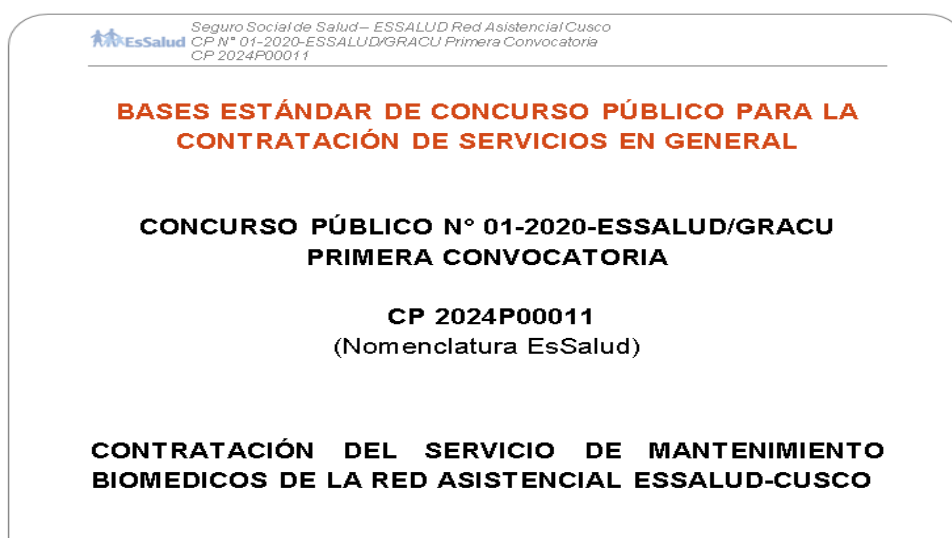 Seguro Social de Salud – ESSALUD Red Asistencial Cusco
EsSalud CP N° 01-2020-ESSALUD/GRACU Primera Convocatoria
CP 2024P00011
BASES ESTÁNDAR DE CONCURSO PÚBLICO PARA LA
CONTRATACIÓN DE SERVICIOS EN GENERAL
CONCURSO PÚBLICO N° 01-2020-ESSALUD/GRACU
PRIMERA CONVOCATORIA
CP 2024P00011
(Nomenclatura EsSalud)
CONTRATACIÓN DEL SERVICIO DE MANTENIMIENTO
BIOMEDICOS DE LA RED ASISTENCIAL ESSALUD-CUSCO